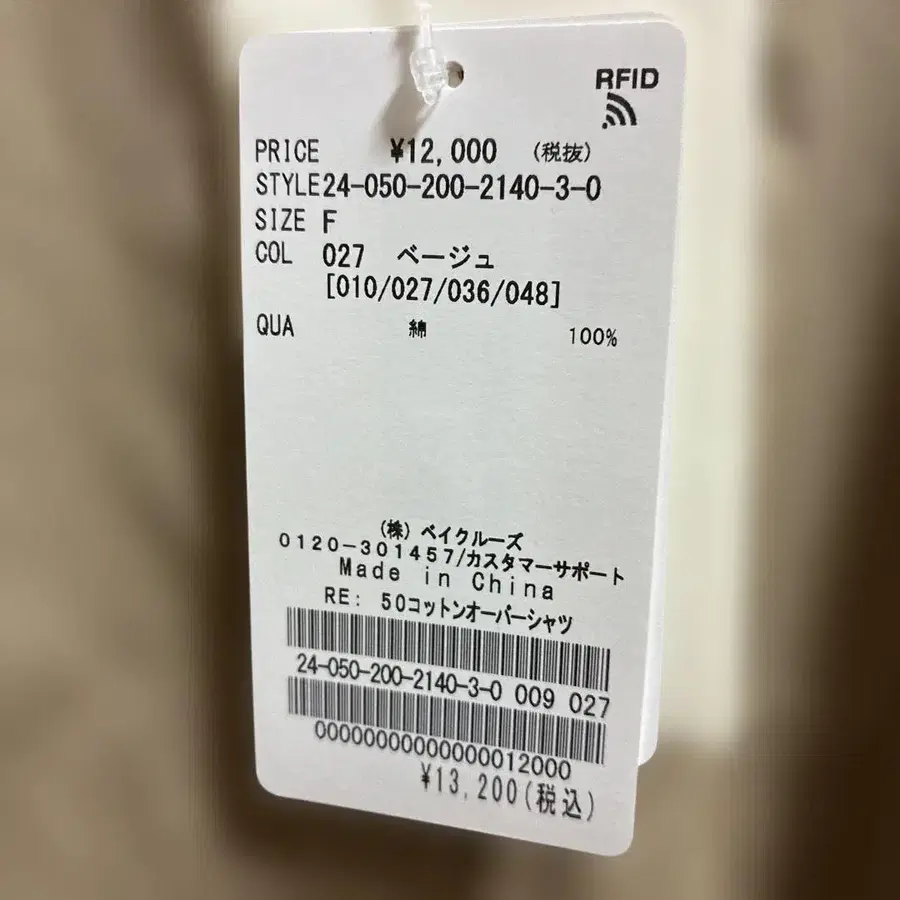 RFID
PRICE ¥12,000 (税抜)
STYLE24-050-200-2140-3-0
SIZE F
COL 027 ベージュ
[010/027/036/048]
QUA 綿 100%
(株) ベイクルーズ
0120-301457/カスタマーサポート
Made in China
RE: 50コットンオーバーシャツ
24-050-200-2140-3-0 009 027
0000000000000000012000
¥13,200(税込)